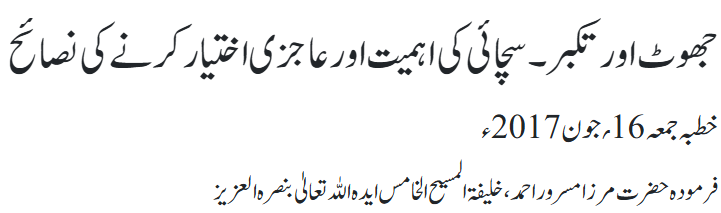 جھوٹ اور تکبر۔ سچائی کی اہمیت اور عاجزی اختیار کرنے کی نصائح
خطبہ جمعہ 16؍ جون 2017ء
فرمودہ حضرت مرزا مسرور احمد، خلیفۃ المسیح الخامس ایدہ اللہ تعالیٰ بنصرہ العزیز